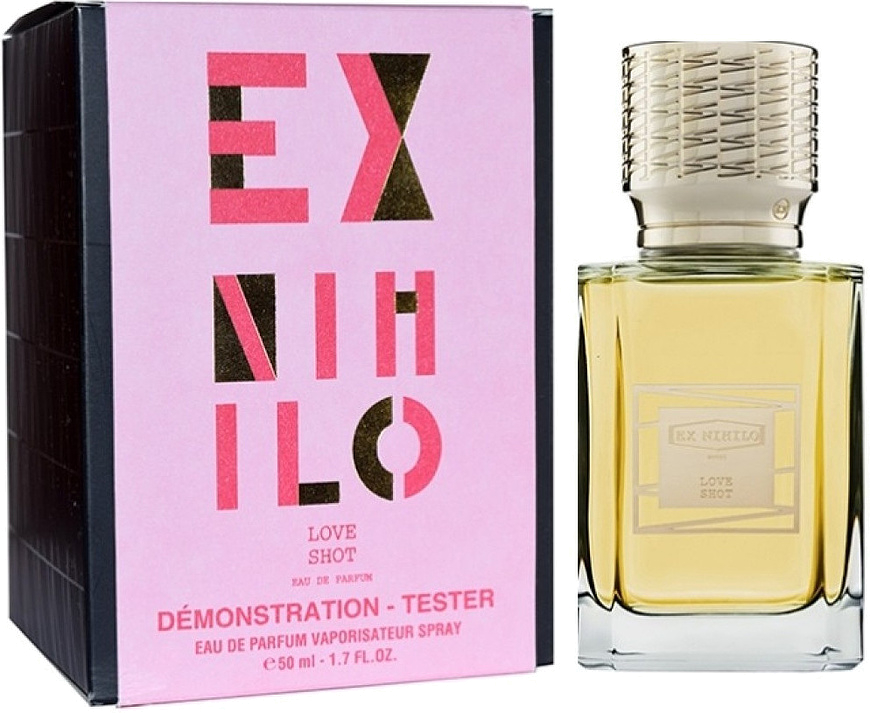 EX
NIH
ILO
LOVE
SHOT
EAU DE PARFUM
DÉMONSTRATION - TESTER
EAU DE PARFUM VAPORISATEUR SPRAY
℮50 ml - 1.7 FL.OZ.
EX NIHILO
LOVE
SHOT